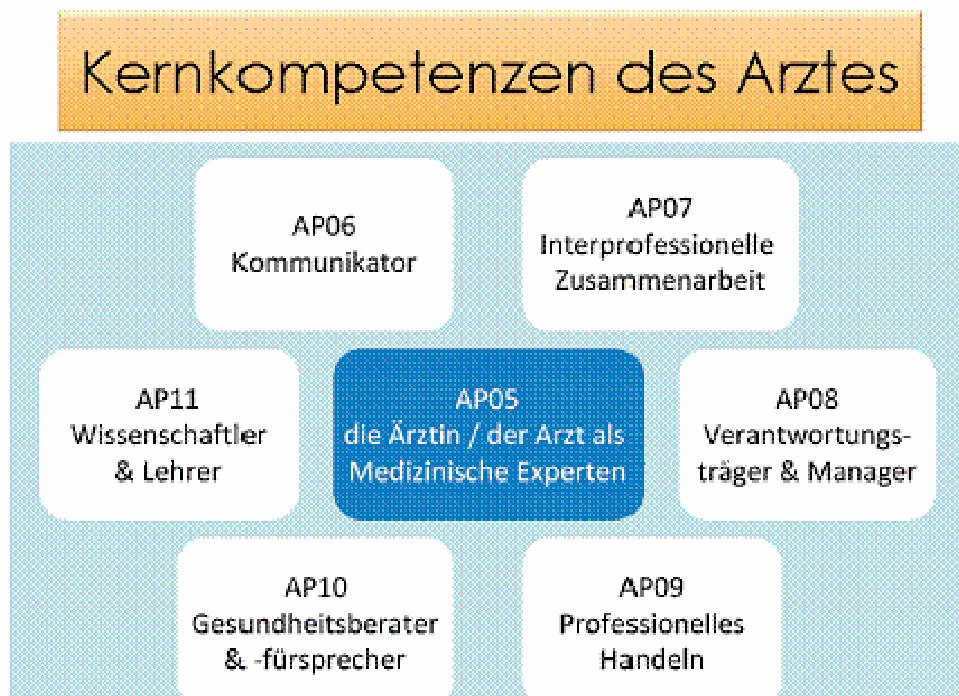 Kernkompetenzen des Arztes
AP06
Kommunikator
AP07
Interprofessionelle
Zusammenarbeit
AP11
Wissenschaftler
& Lehrer
AP05
die Ärztin / der Arzt als
Medizinische Experten
AP08
Verantwortungs-
träger & Manager
AP10
Gesundheitsberater
& -fürsprecher
AP09
Professionelles
Handeln